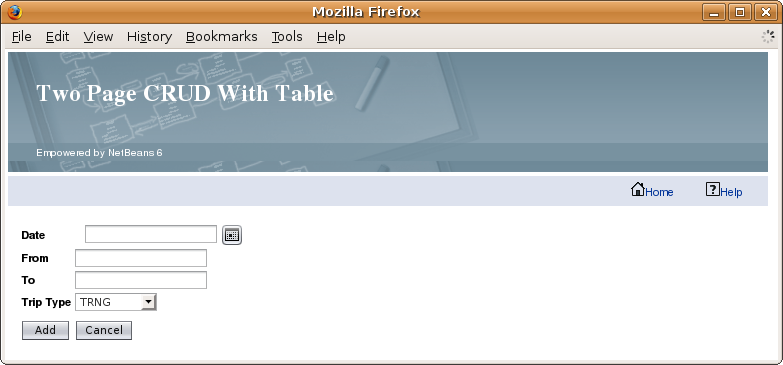 Mozilla Firefox
File Edit View History Bookmarks Tools Help
Two Page CRUD With Table
Empowered by NetBeans 6
Home ? Help
Date
From
To
Trip Type TRNG
Add Cancel